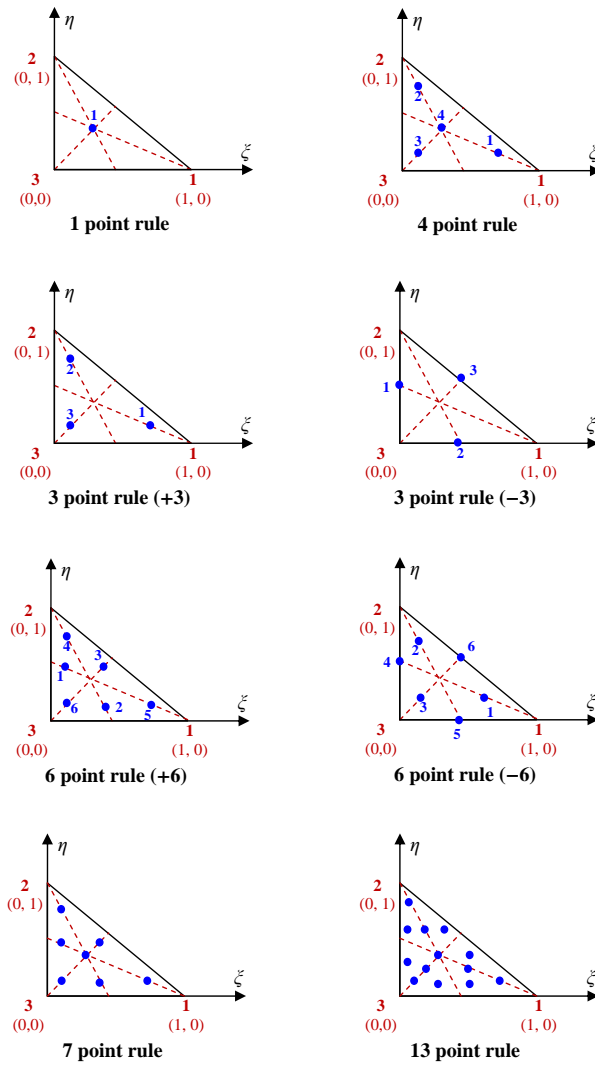 η
2
(0, 1)
1
ξ
3
1
(0,0)
(1, 0)
1 point rule
η
2
(0, 1)
2
4
3
1
ξ
3
1
(0,0)
(1, 0)
4 point rule
η
2
(0, 1)
2
3
1
ξ
3
1
(0,0)
(1, 0)
3 point rule (+3)
η
2
(0, 1)
3
1
ξ
3
2
1
(0,0)
(1, 0)
3 point rule (−3)
η
2
(0, 1)
4
3
1
6
2
5
ξ
3
1
(0,0)
(1, 0)
6 point rule (+6)
η
2
(0, 1)
2
6
4
3
1
ξ
3
5
1
(0,0)
(1, 0)
6 point rule (−6)
η
2
(0, 1)
ξ
3
1
(0,0)
(1, 0)
7 point rule
η
2
(0, 1)
ξ
3
1
(0,0)
(1, 0)
13 point rule